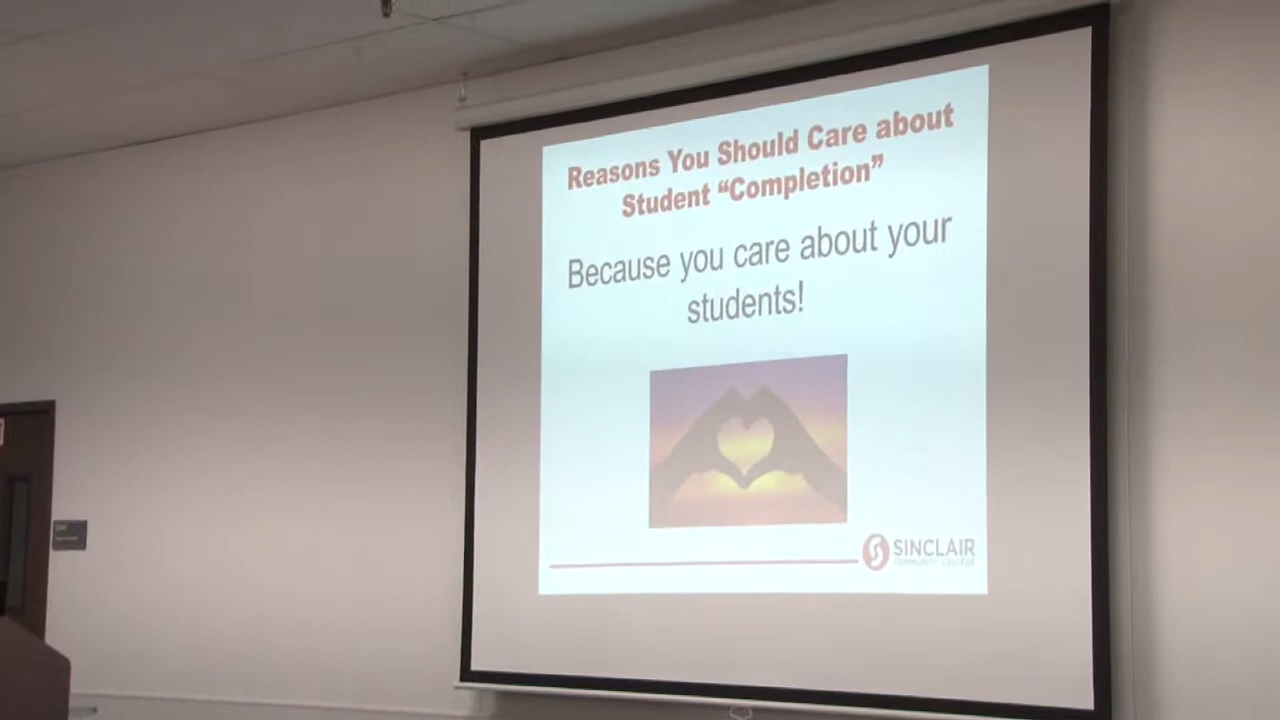 Reasons You Should Care about
Student “Completion”
Because you care about your
students!
SINCLAIR
COMMUNITY COLLEGE